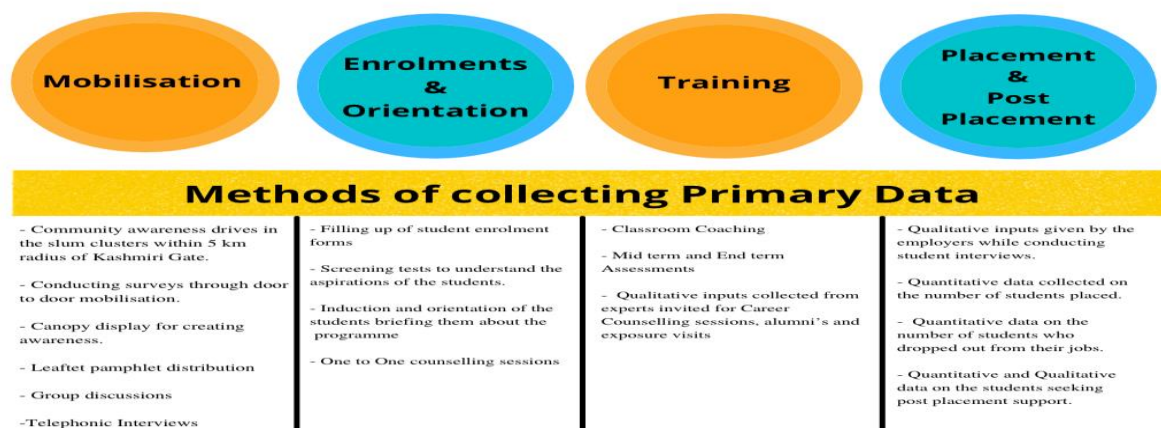 Mobilisation
Enrolments
&
Orientation
Training
Placement
&
Post
Placement
Methods of collecting Primary Data
- Community awareness drives in
the slum clusters within 5 km
radius of Kashmiri Gate.
- Conducting surveys through door
to door mobilisation.
- Canopy display for creating
awareness.
- Leaftet pamphlet distribution
- Group discussions
-Telephonic Interviews
- Filling up of student enrolment
forms
- Screening tests to understand the
aspirations of the students.
- Induction and orientation of the
students briefing them about the
programme
- One to One counselling sessions
- Classroom Coaching
- Mid term and End term
Assessments
- Qualitative inputs collected from
experts invited for Career
Counselling sessions, alumni's and
exposure visits
- Qualitative inputs given by the
employers while conducting
student interviews.
- Quantitative data collected on
the number of students placed.
- Quantitative data on the
number of students who
dropped out from their jobs.
- Quantitative and Qualitative
data on the students seeking
post placement support.